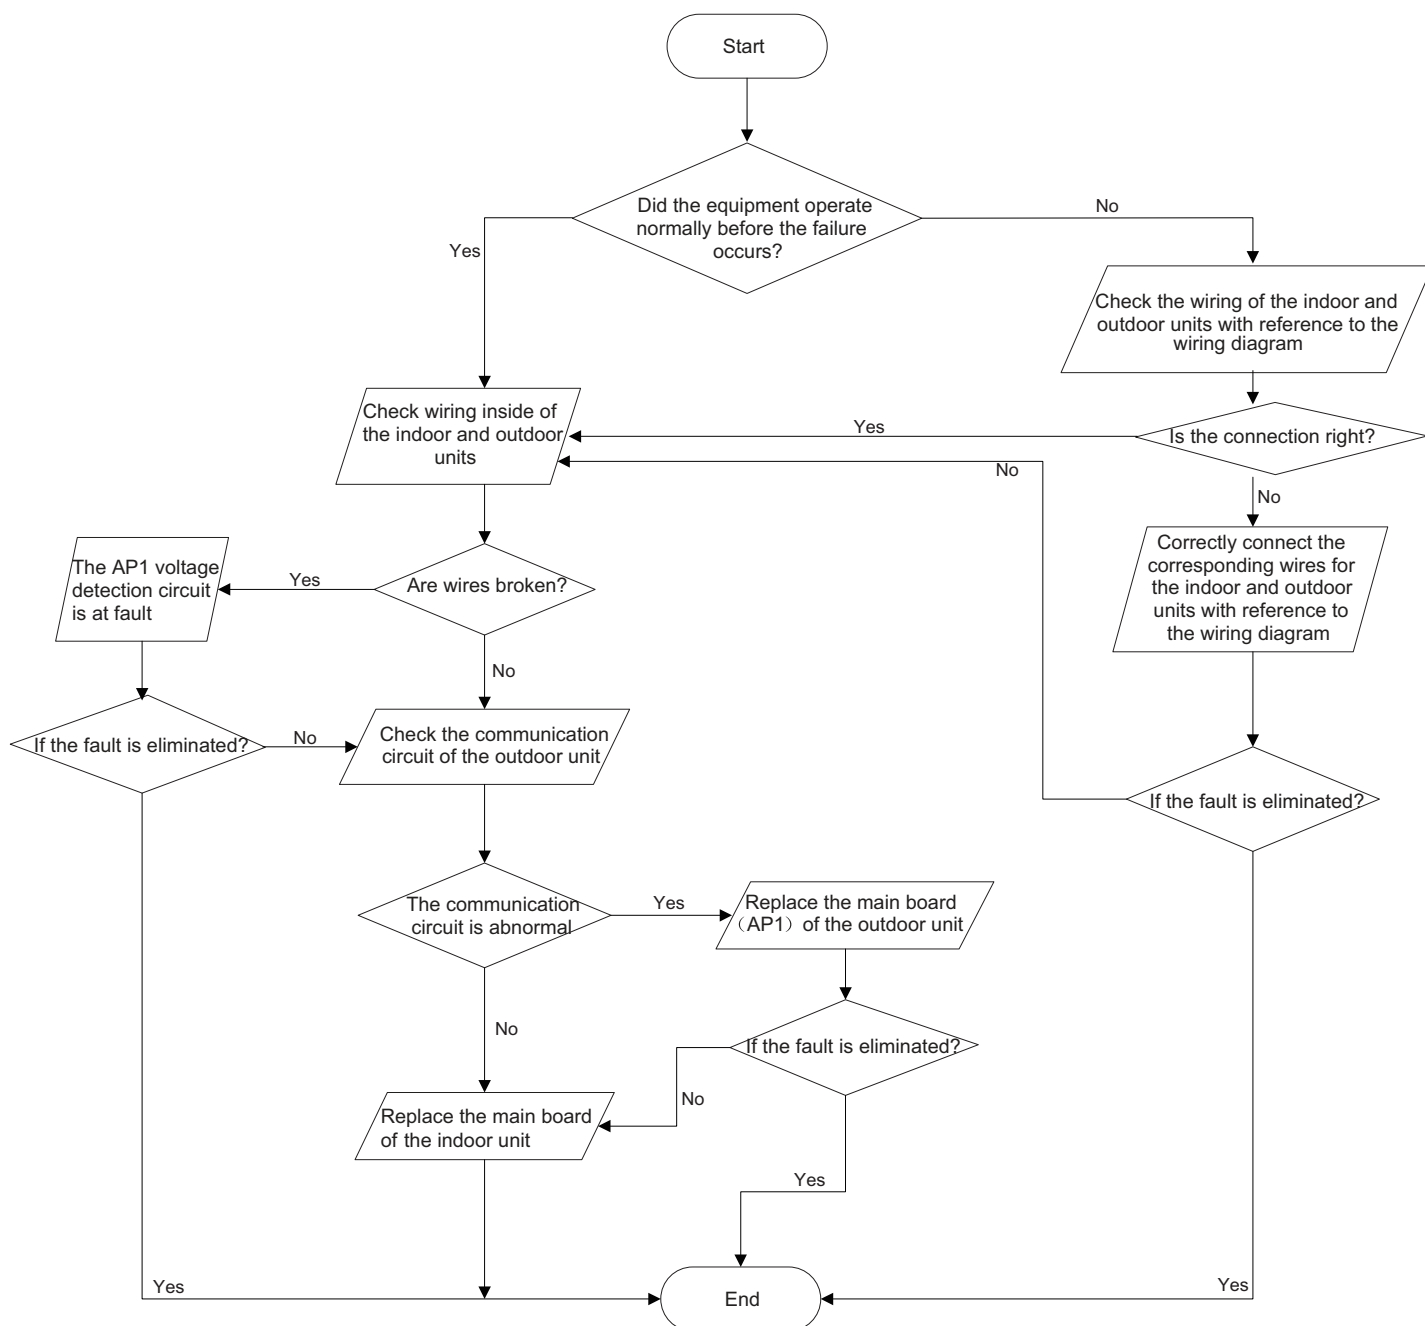 Start
Did the equipment operate
normally before the failure
occurs?
Yes
No
Check the wiring of the indoor and
outdoor units with reference to the
wiring diagram
Check wiring inside of
the indoor and outdoor
units
Yes
Is the connection right?
No
No
The AP1 voltage
detection circuit
is at fault
Yes
Are wires broken?
Correctly connect the
corresponding wires for
the indoor and outdoor
units with reference to
the wiring diagram
No
If the fault is eliminated?
No
Check the communication
circuit of the outdoor unit
If the fault is eliminated?
The communication
circuit is abnormal
Yes
Replace the main board
（AP1）of the outdoor unit
No
If the fault is eliminated?
No
Replace the main board
of the indoor unit
Yes
Yes
End
Yes